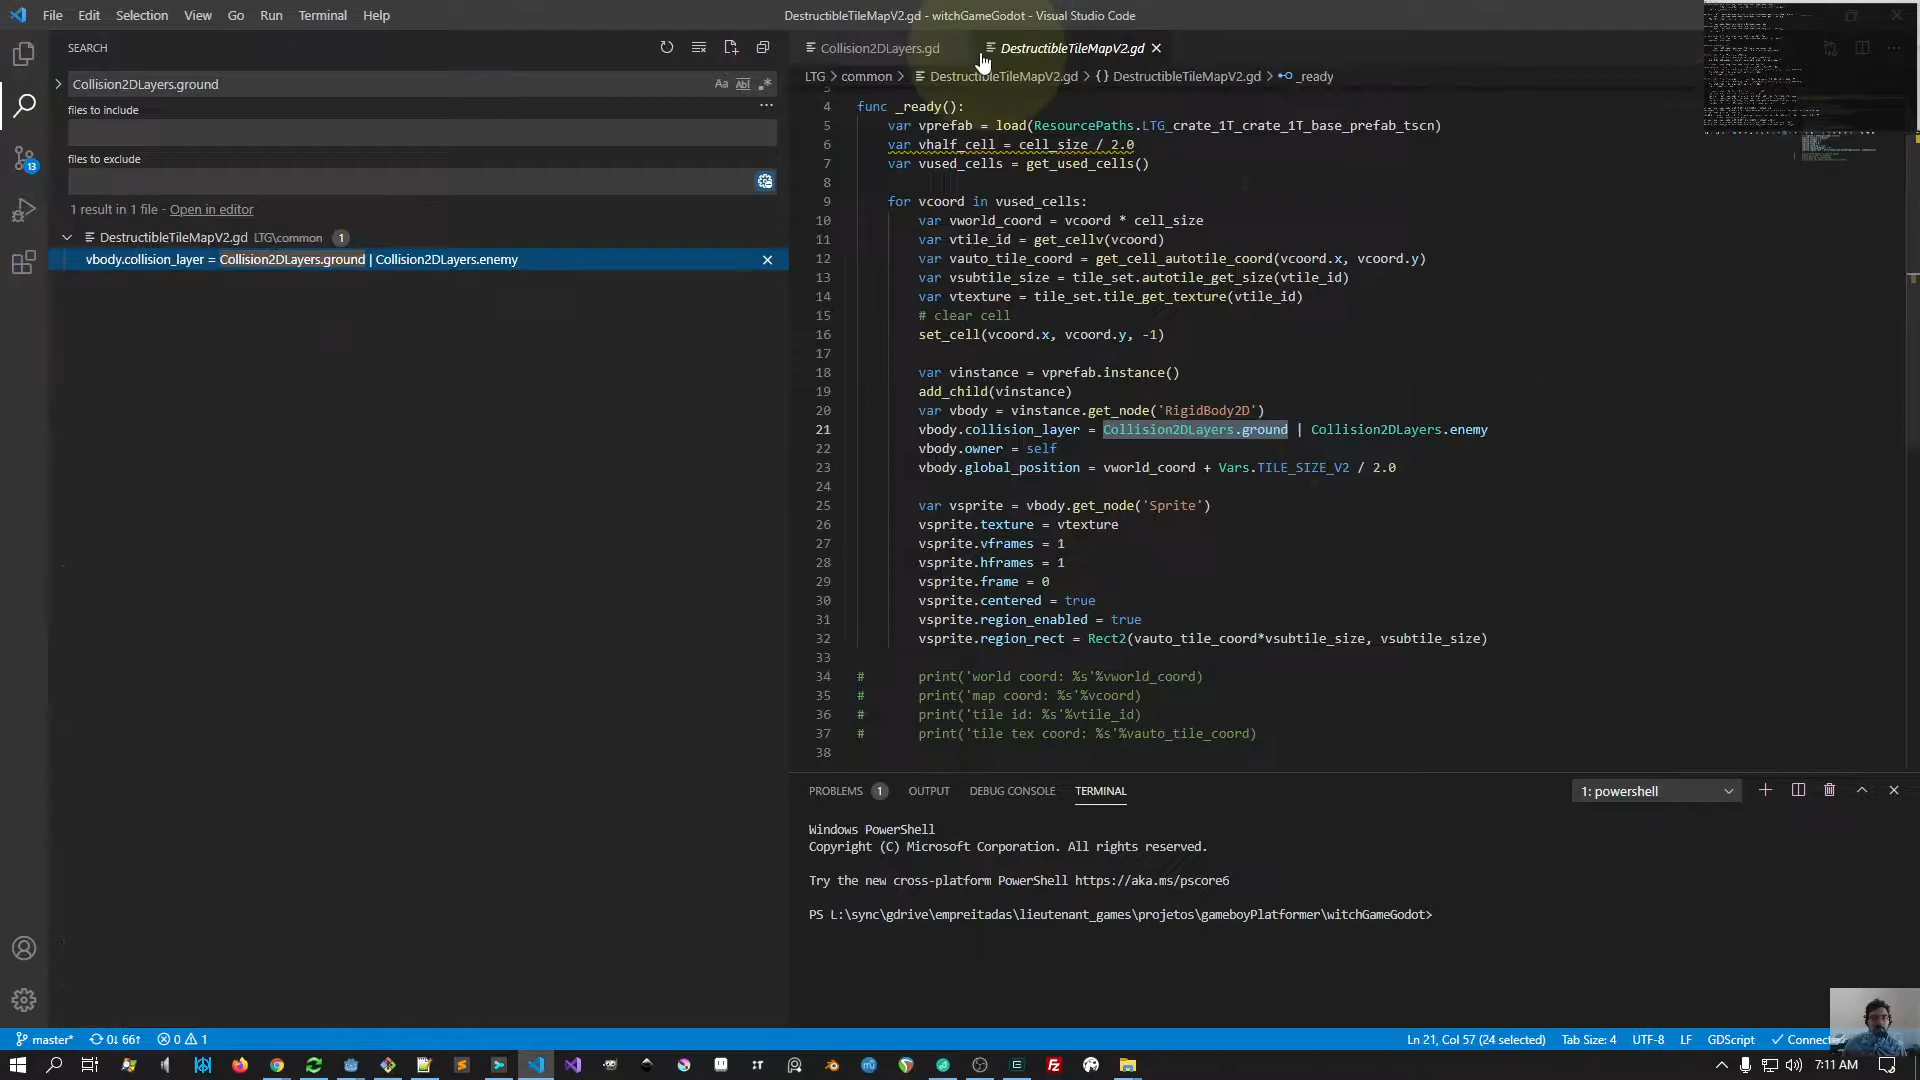 File Edit Selection View Go Run Terminal Help
DestructibleTileMapV2.gd - witchGameGodot - Visual Studio Code
SEARCH
Collision2DLayers.ground
Aa Abl .*
files to include
files to exclude
1 result in 1 file - Open in editor
DestructibleTileMapV2.gd LTG\common 1
vbody.collision_layer = Collision2DLayers.ground | Collision2DLayers.enemy
13
Collision2DLayers.gd
DestructibleTileMapV2.gd
LTG > common > DestructibleTileMapV2.gd > {} DestructibleTileMapV2.gd > _ready
3
4 func _ready():
5 var vprefab = load(ResourcePaths.LTG_crate_1T_crate_1T_base_prefab_tscn)
6 var vhalf_cell = cell_size / 2.0
7 var vused_cells = get_used_cells()
8
9 for vcoord in vused_cells:
10 var vworld_coord = vcoord * cell_size
11 var vtile_id = get_cellv(vcoord)
12 var vauto_tile_coord = get_cell_autotile_coord(vcoord.x, vcoord.y)
13 var vsubtile_size = tile_set.autotile_get_size(vtile_id)
14 var vtexture = tile_set.tile_get_texture(vtile_id)
15 # clear cell
16 set_cell(vcoord.x, vcoord.y, -1)
17
18 var vinstance = vprefab.instance()
19 add_child(vinstance)
20 var vbody = vinstance.get_node('RigidBody2D')
21 vbody.collision_layer = Collision2DLayers.ground | Collision2DLayers.enemy
22 vbody.owner = self
23 vbody.global_position = vworld_coord + Vars.TILE_SIZE_V2 / 2.0
24
25 var vsprite = vbody.get_node('Sprite')
26 vsprite.texture = vtexture
27 vsprite.vframes = 1
28 vsprite.hframes = 1
29 vsprite.frame = 0
30 vsprite.centered = true
31 vsprite.region_enabled = true
32 vsprite.region_rect = Rect2(vauto_tile_coord*vsubtile_size, vsubtile_size)
33
34 # print('world coord: %s'%vworld_coord)
35 # print('map coord: %s'%vcoord)
36 # print('tile id: %s'%vtile_id)
37 # print('tile tex coord: %s'%vauto_tile_coord)
38
PROBLEMS 1 OUTPUT DEBUG CONSOLE TERMINAL
1: powershell
Windows PowerShell
Copyright (C) Microsoft Corporation. All rights reserved.
Try the new cross-platform PowerShell https://aka.ms/pscore6
PS L:\sync\gdrive\empreitadas\lieutenant_games\projetos\gameboyPlatformer\witchGameGodot>
master* 0↓ 66↑ 0 1
Ln 21, Col 57 (24 selected) Tab Size: 4 UTF-8 LF GDScript
7:11 AM